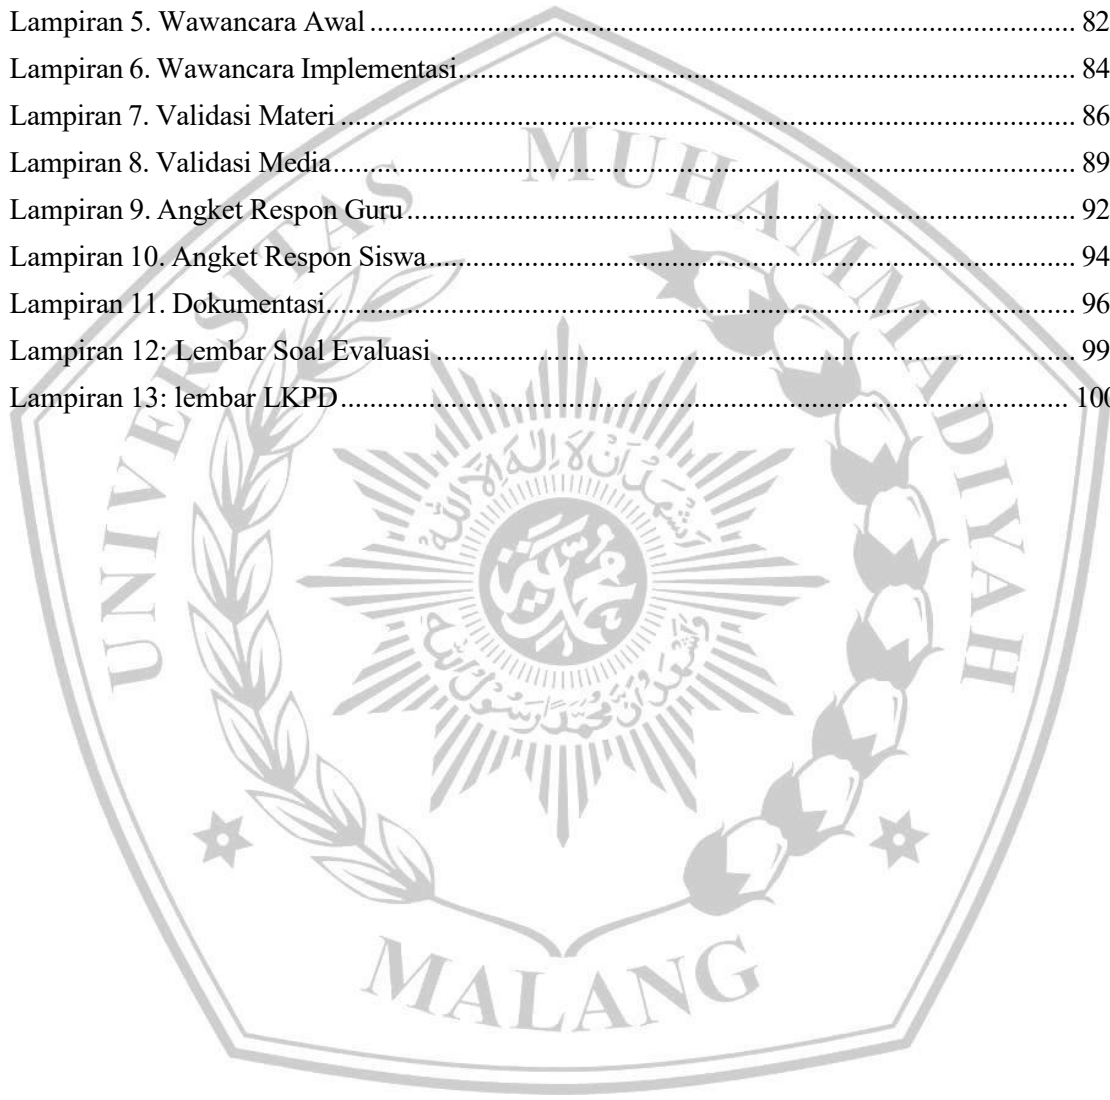 Lampiran 5. Wawancara Awal ........................................................................................................ 82
Lampiran 6. Wawancara Implementasi........................................................................................... 84
Lampiran 7. Validasi Materi ............................................................................................................ 86
Lampiran 8. Validasi Media............................................................................................................. 89
Lampiran 9. Angket Respon Guru .................................................................................................. 92
Lampiran 10. Angket Respon Siswa................................................................................................ 94
Lampiran 11. Dokumentasi.............................................................................................................. 96
Lampiran 12: Lembar Soal Evaluasi ............................................................................................... 99
Lampiran 13: lembar LKPD ........................................................................................................... 100
UNIVERSITAS MUHAMMADIYAH
MALANG